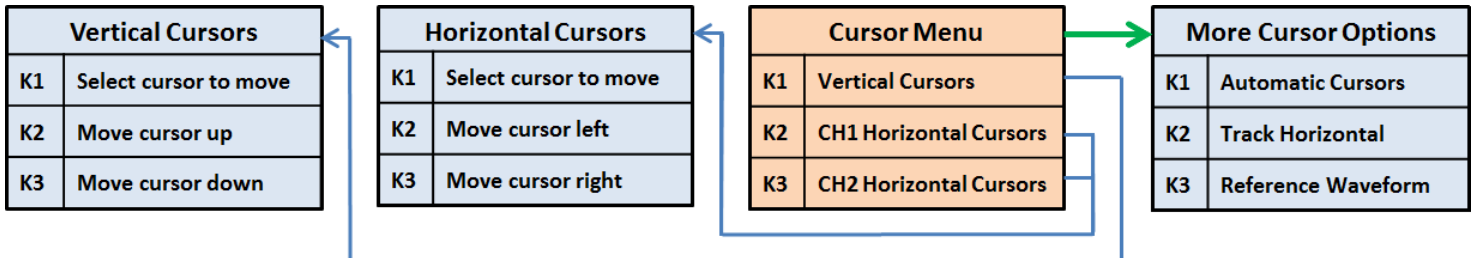 Vertical Cursors
K1 Select cursor to move
K2 Move cursor up
K3 Move cursor down
Horizontal Cursors
K1 Select cursor to move
K2 Move cursor left
K3 Move cursor right
Cursor Menu
K1 Vertical Cursors
K2 CH1 Horizontal Cursors
K3 CH2 Horizontal Cursors
More Cursor Options
K1 Automatic Cursors
K2 Track Horizontal
K3 Reference Waveform